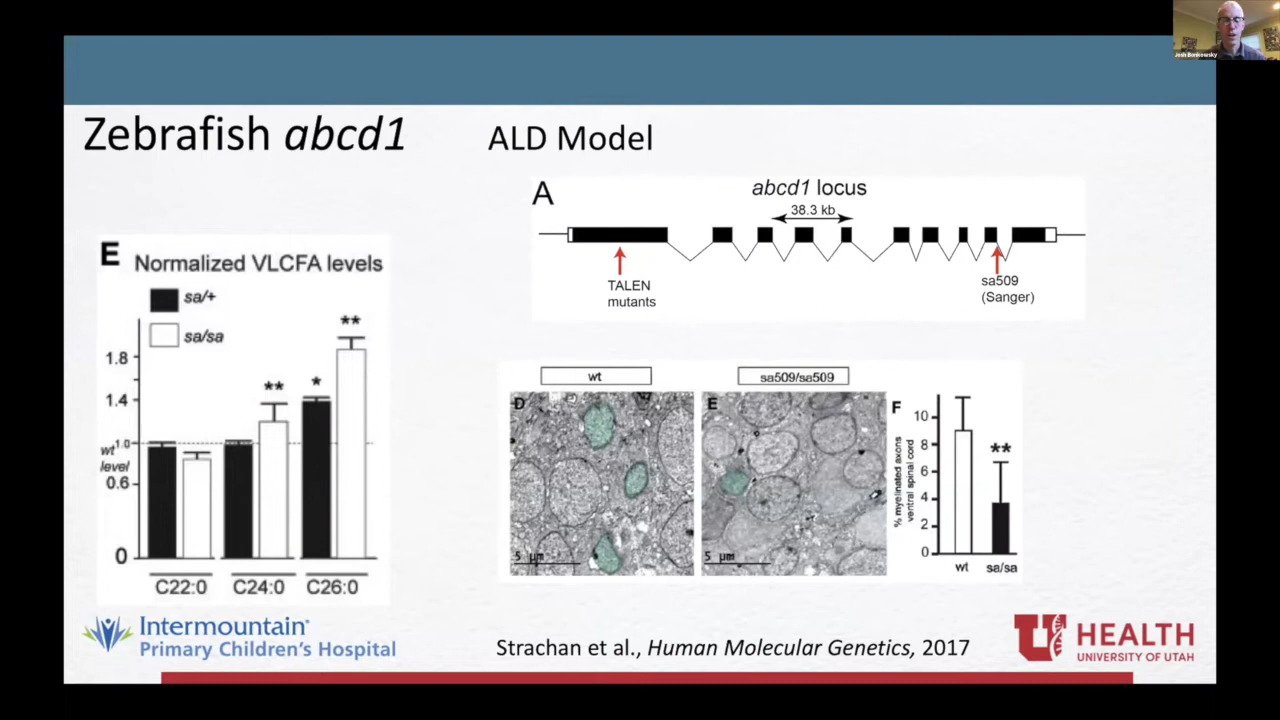 Josh Bonkowsky
Zebrafish abcd1
ALD Model
A
abcd1 locus
38.3 kb
TALEN
mutants
sa509
(Sanger)
E
Normalized VLCFA levels
sa/+
sa/sa
**
**
*
1.8
1.4
1.0
wt
level
0.6
0
C22:0
C24:0
C26:0
wt
sa509/sa509
D
E
5 µm
5 µm
F
% myelinated axons
ventral spinal cord
10
8
6
4
2
0
**
wt
sa/sa
Intermountain
Primary Children's Hospital
Strachan et al., Human Molecular Genetics, 2017
U HEALTH
UNIVERSITY OF UTAH